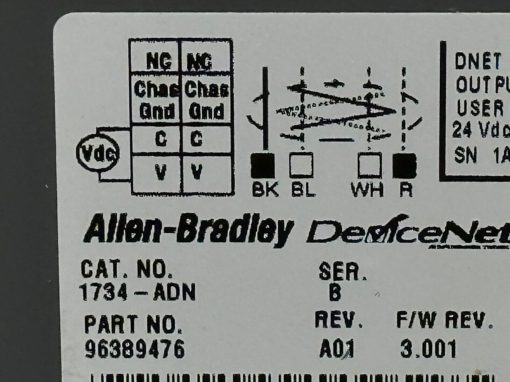 NC NC
Chas Chas
Gnd Gnd
C C
Vdc
V V
BK BL WH R
DNET
OUTPU
USER
24 Vdc
SN 1A
Allen-Bradley DeviceNet
CAT. NO.
1734-ADN
SER.
B
PART NO.
96389476
REV.
A01
F/W REV.
3.001